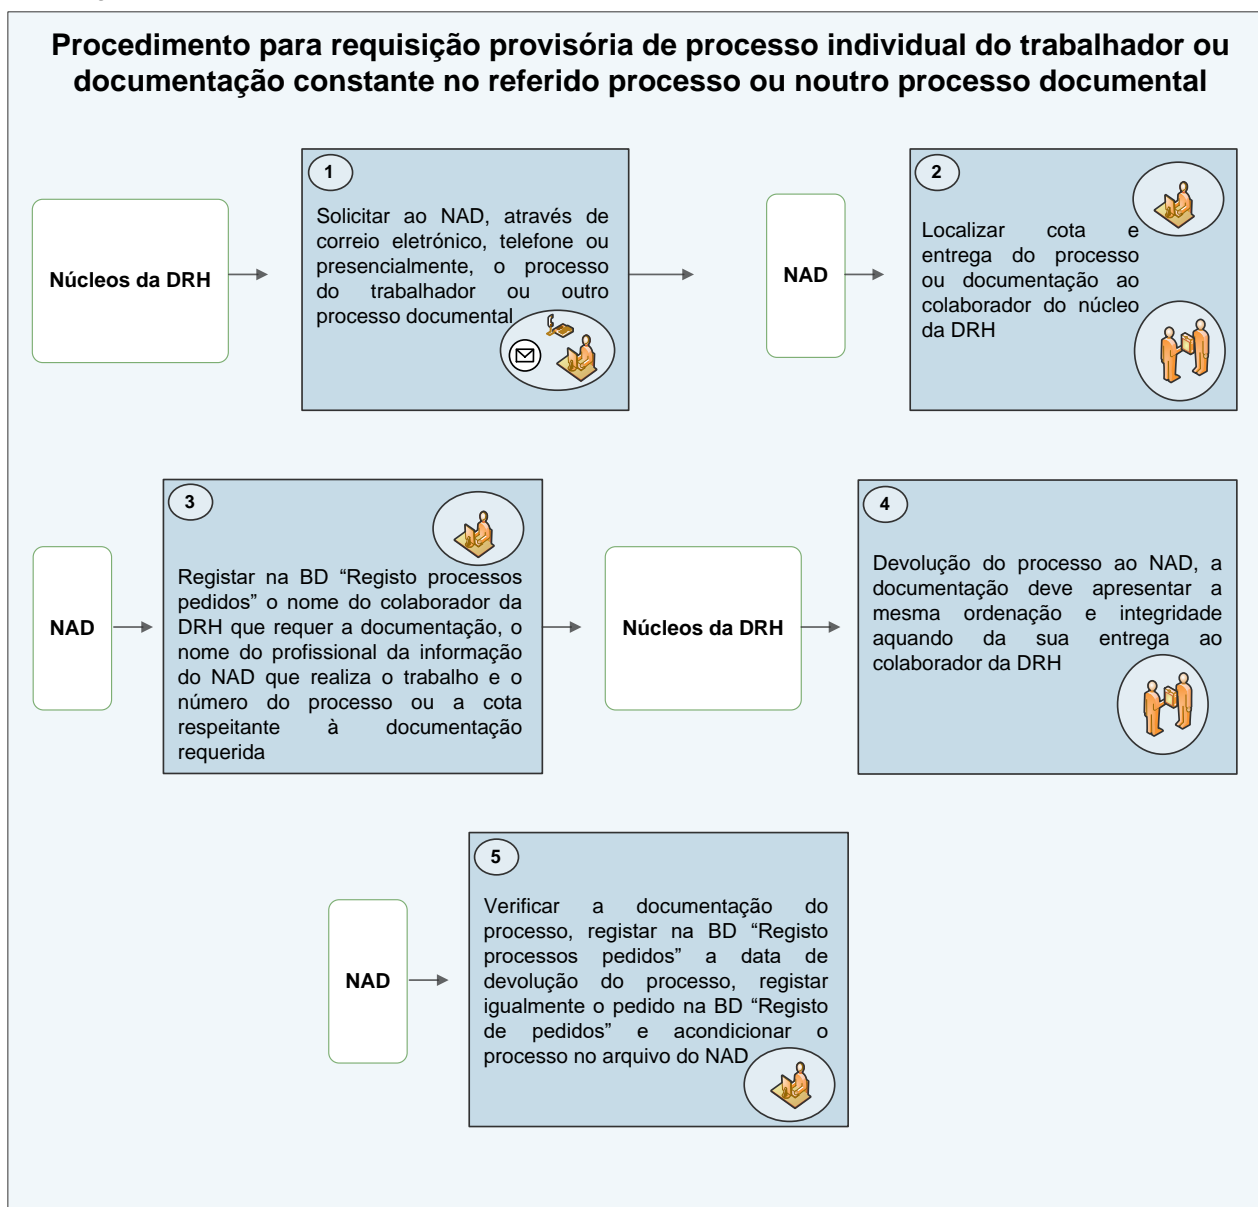 Procedimento para requisição provisória de processo individual do trabalhador ou
documentação constante no referido processo ou noutro processo documental
Núcleos da DRH
1
Solicitar ao NAD, através de
correio eletrónico, telefone ou
presencialmente, o processo
do trabalhador ou outro
processo documental
NAD
2
Localizar cota e
entrega do processo
ou documentação ao
colaborador do núcleo
da DRH
NAD
3
Registar na BD “Registo processos
pedidos” o nome do colaborador da
DRH que requer a documentação, o
nome do profissional da informação
do NAD que realiza o trabalho e o
número do processo ou a cota
respeitante à documentação
requerida
Núcleos da DRH
4
Devolução do processo ao NAD, a
documentação deve apresentar a
mesma ordenação e integridade
aquando da sua entrega ao
colaborador da DRH
NAD
5
Verificar a documentação do
processo, registar na BD “Registo
processos pedidos” a data de
devolução do processo, registar
igualmente o pedido na BD “Registo
de pedidos” e acondicionar o
processo no arquivo do NAD